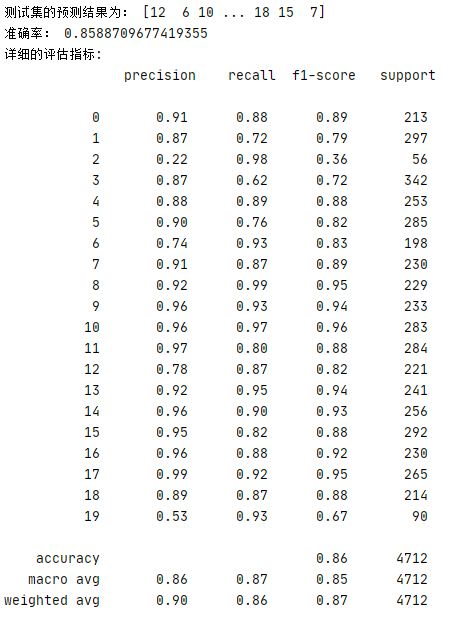 测试集的预测结果为： [12  6 10 ... 18 15  7]
准确率： 0.8588709677419355
详细的评估指标：
precision    recall  f1-score   support
0       0.91      0.88      0.89       213
1       0.87      0.72      0.79       297
2       0.22      0.98      0.36        56
3       0.87      0.62      0.72       342
4       0.88      0.89      0.88       253
5       0.90      0.76      0.82       285
6       0.74      0.93      0.83       198
7       0.91      0.87      0.89       230
8       0.92      0.99      0.95       229
9       0.96      0.93      0.94       233
10       0.96      0.97      0.96       283
11       0.97      0.80      0.88       284
12       0.78      0.87      0.82       221
13       0.92      0.95      0.94       241
14       0.96      0.90      0.93       256
15       0.95      0.82      0.88       292
16       0.96      0.88      0.92       230
17       0.99      0.92      0.95       265
18       0.89      0.87      0.88       214
19       0.53      0.93      0.67        90
accuracy                           0.86      4712
macro avg       0.86      0.87      0.85      4712
weighted avg       0.90      0.86      0.87      4712